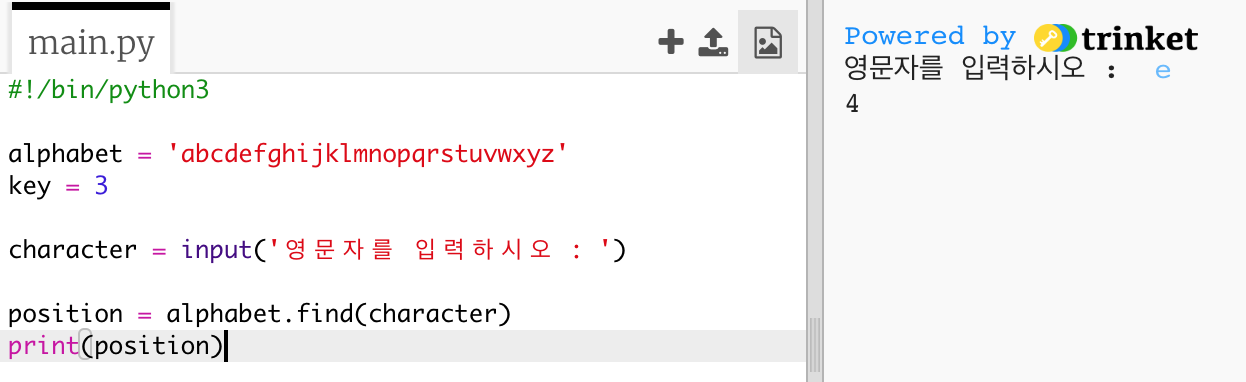 main.py
#!/bin/python3
alphabet = 'abcdefghijklmnopqrstuvwxyz'
key = 3
character = input('영문자를 입력하시오 : ')
position = alphabet.find(character)
print(position)
Powered by trinket
영문자를 입력하시오 : e
4